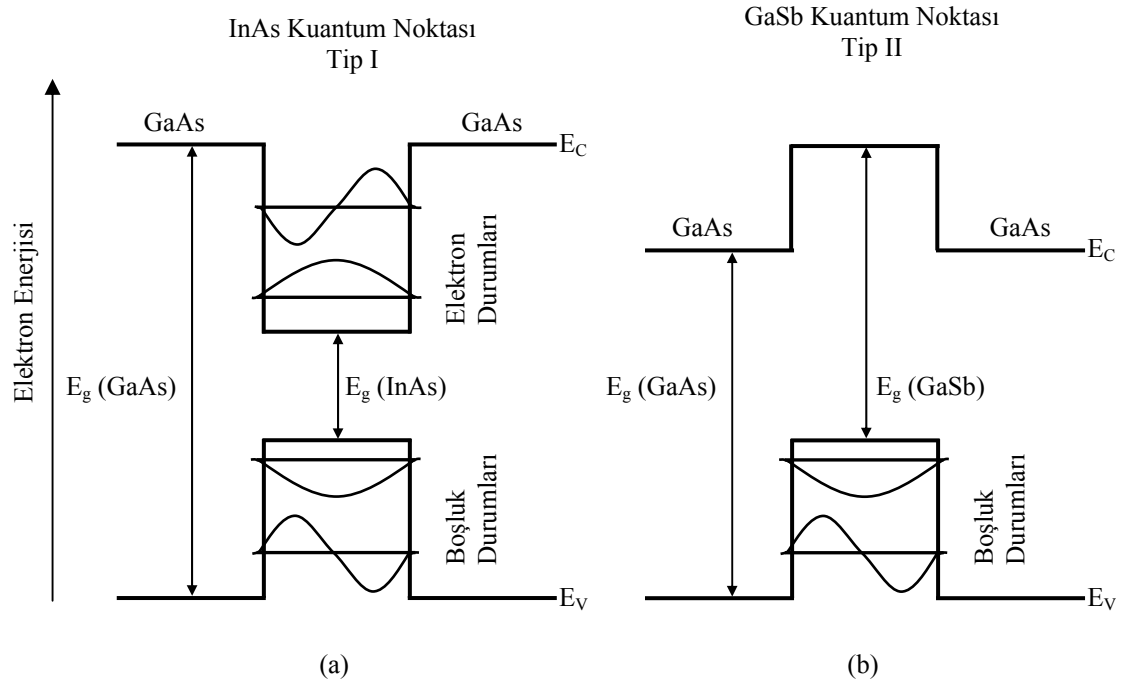 InAs Kuantum Noktası
Tip I
GaSb Kuantum Noktası
Tip II
Elektron Enerjisi
GaAs
GaAs
E_C
Elektron
Durumları
E_g (GaAs)
E_g (InAs)
Boşluk
Durumları
E_V
(a)
GaAs
GaAs
E_C
E_g (GaAs)
E_g (GaSb)
Boşluk
Durumları
E_V
(b)